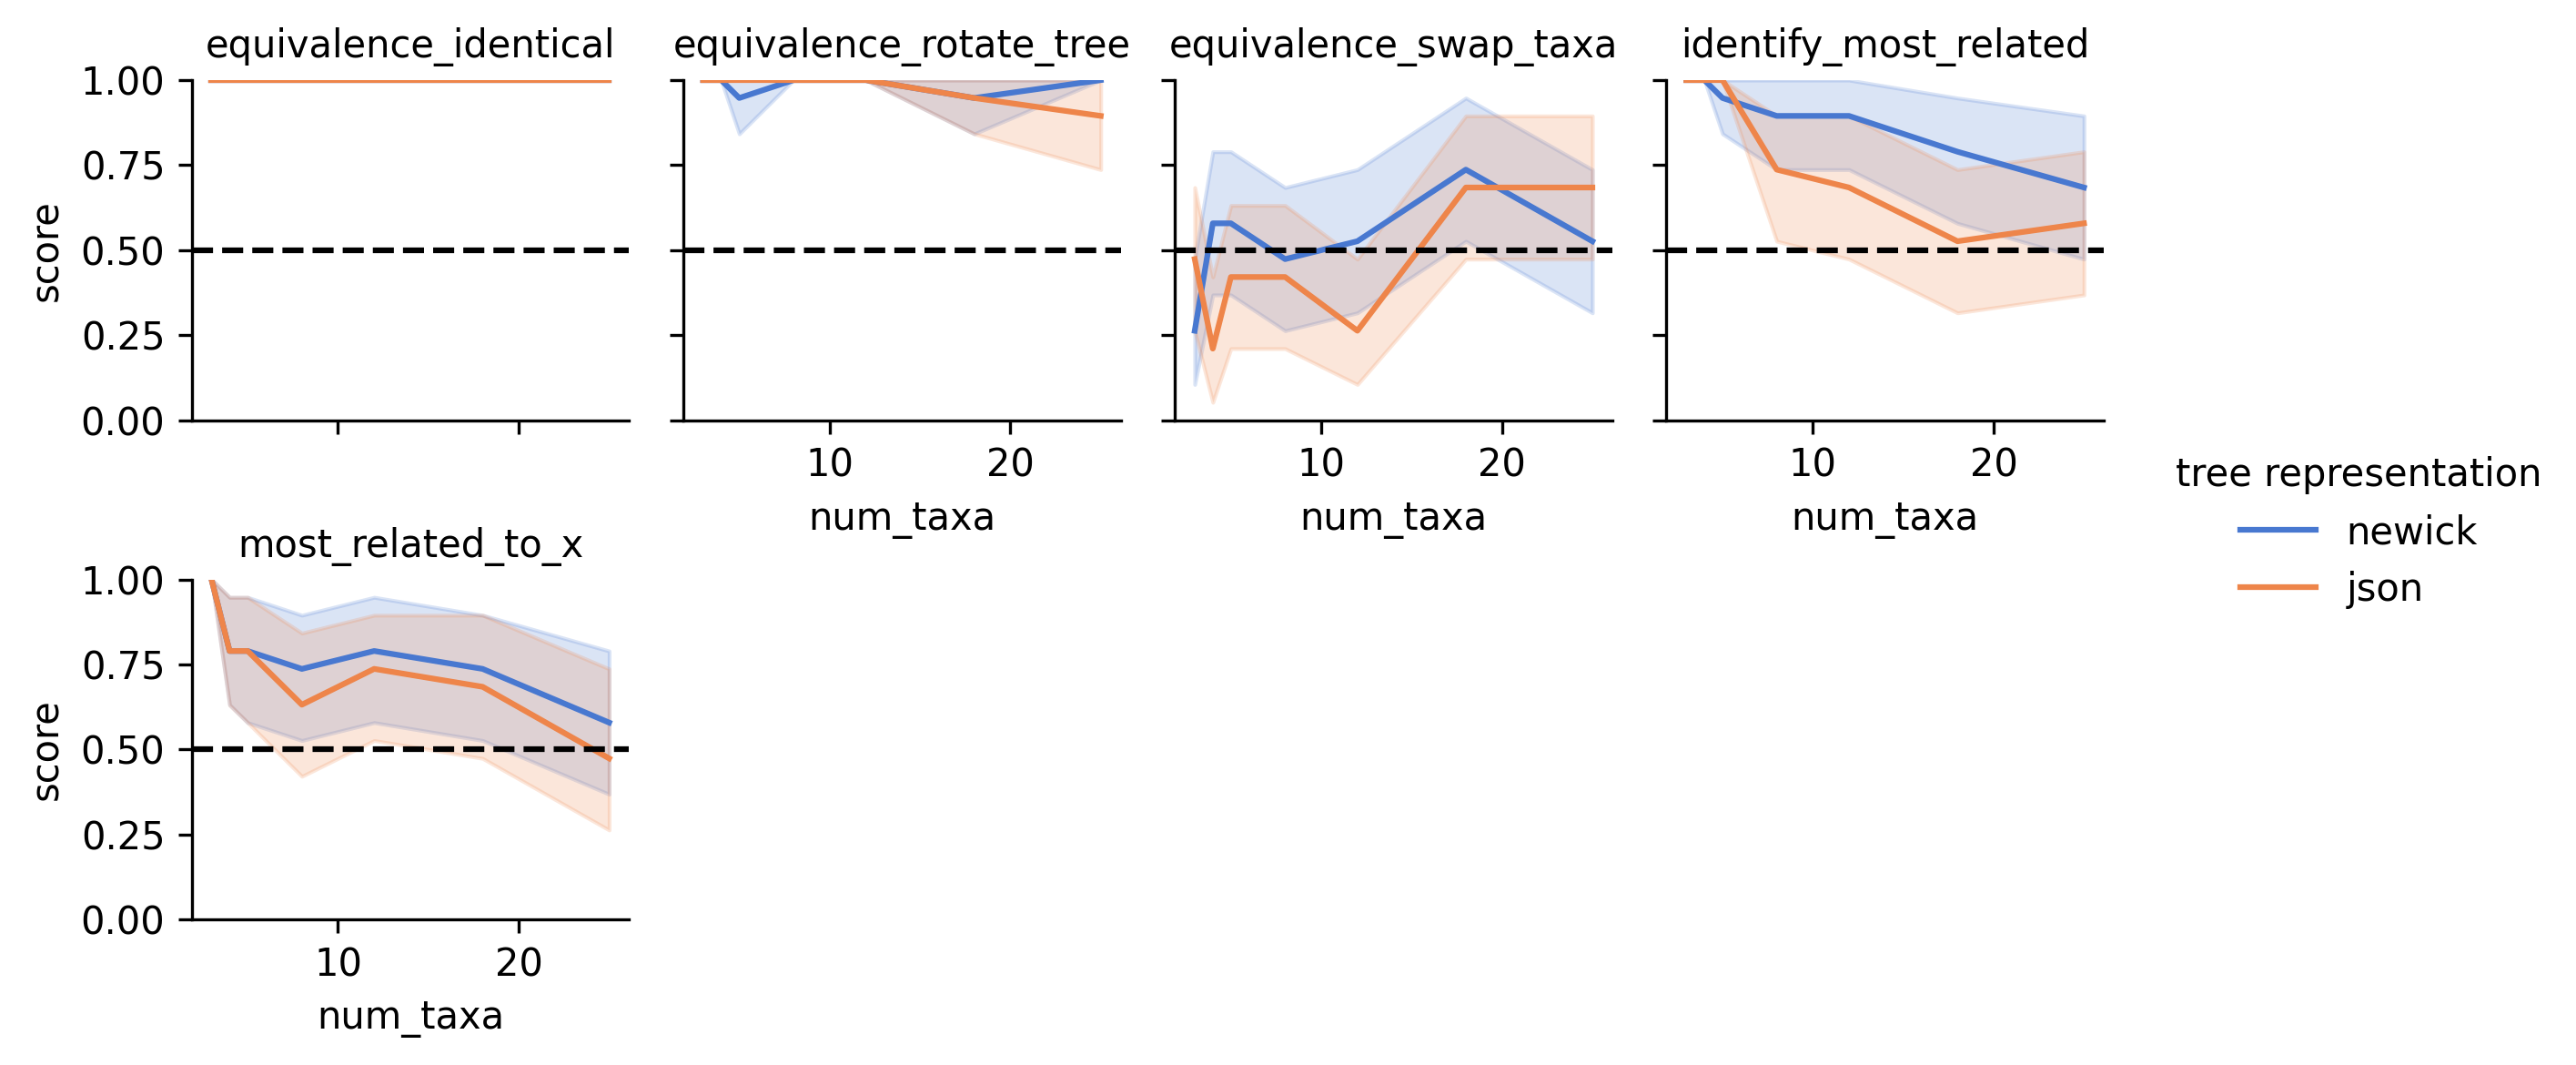 equivalence_identical
equivalence_rotate_tree
equivalence_swap_taxa
identify_most_related
1.00
0.75
0.50
0.25
0.00
score
10
20
num_taxa
10
20
num_taxa
10
20
num_taxa
tree representation
newick
json
most_related_to_x
1.00
0.75
0.50
0.25
0.00
score
10
20
num_taxa